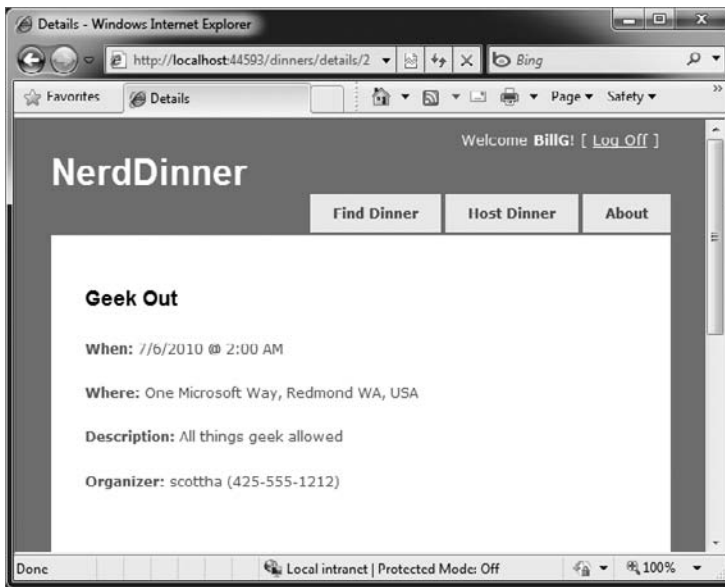 Details - Windows Internet Explorer
http://localhost:44593/dinners/details/2
Bing
Favorites
Details
Page
Safety
Welcome BillG! [ Log Off ]
NerdDinner
Find Dinner
Host Dinner
About
Geek Out
When: 7/6/2010 @ 2:00 AM
Where: One Microsoft Way, Redmond WA, USA
Description: All things geek allowed
Organizer: scottha (425-555-1212)
Done
Local intranet | Protected Mode: Off
100%